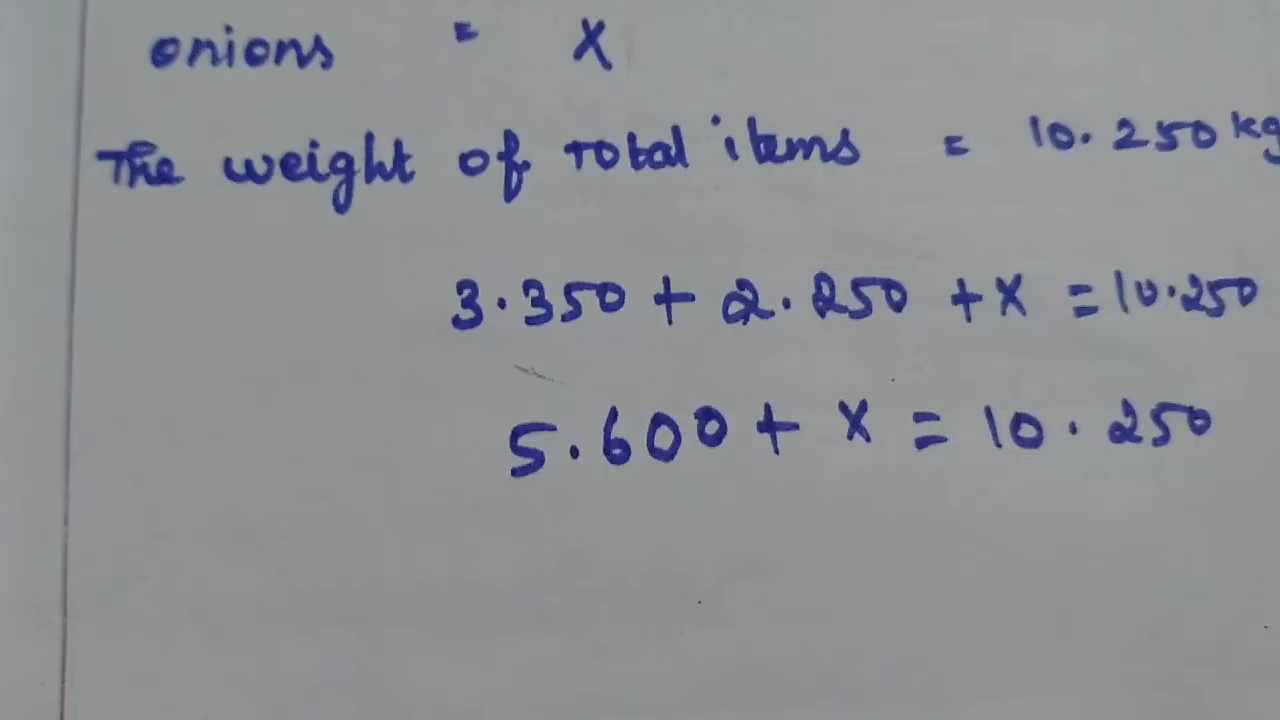 onions = X
The weight of Total items = 10.250 kg
3.350 + 2.250 + X = 10.250
5.600 + X = 10.250